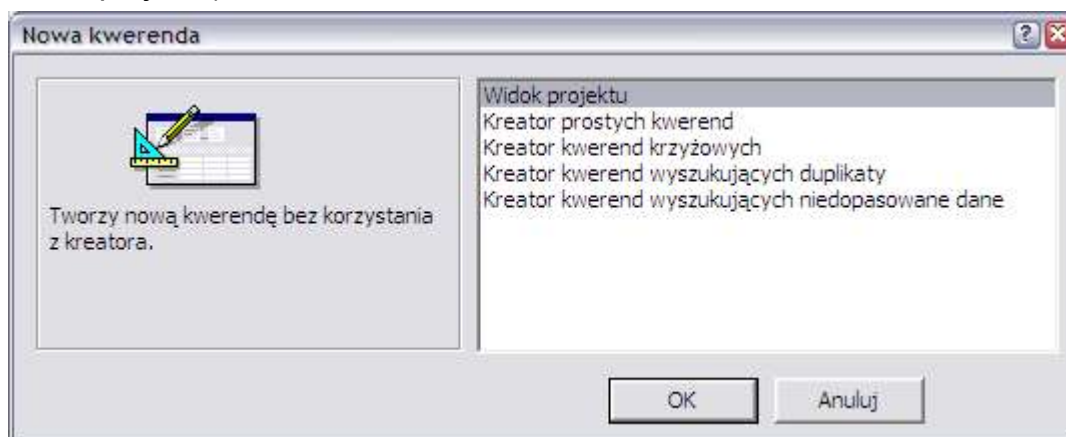 Nowa kwerenda
Widok projektu
Kreator prostych kwerend
Kreator kwerend krzyżowych
Kreator kwerend wyszukujących duplikaty
Kreator kwerend wyszukujących niedopasowane dane
Tworzy nową kwerendę bez korzystania
z kreatora.
OK
Anuluj